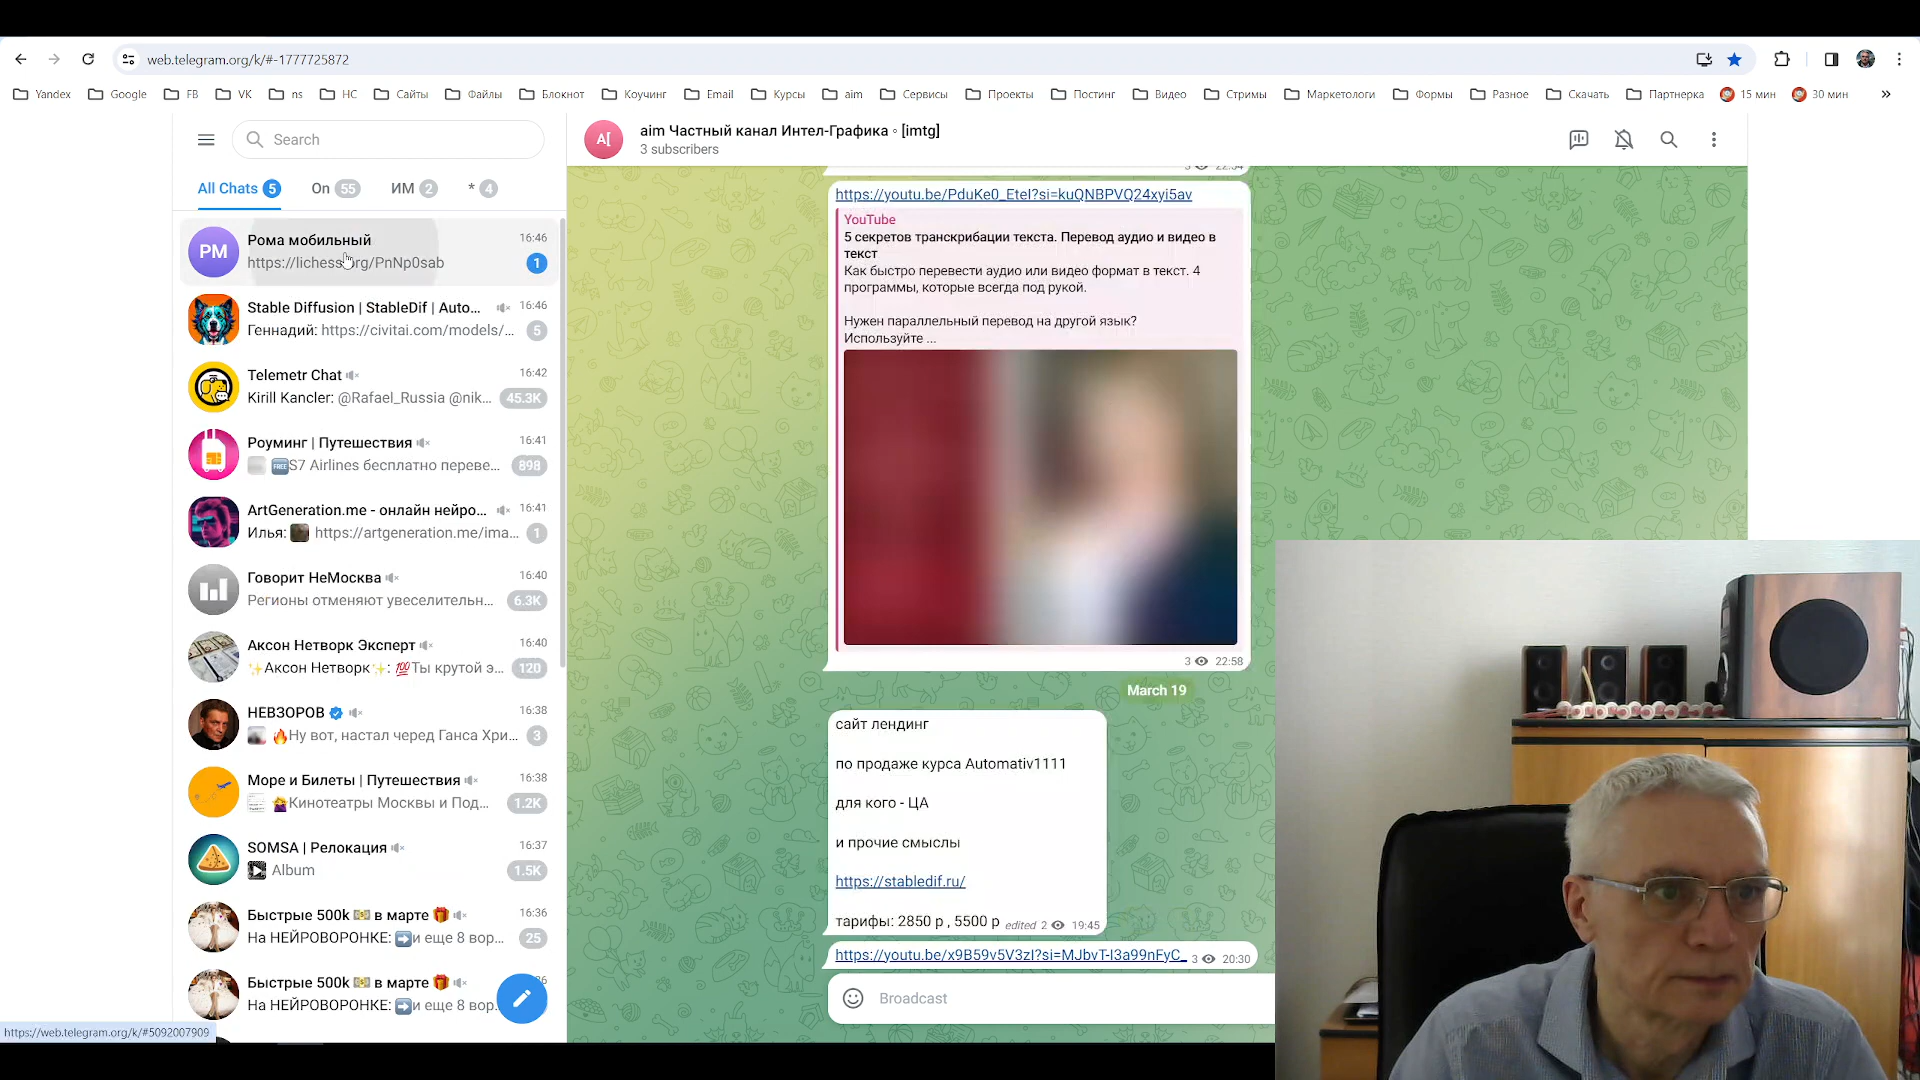 web.telegram.org/k/#-1777725872
Yandex
Google
FB
VK
ns
НС
Сайты
Файлы
Блокнот
Коучинг
Email
Курсы
aim
Сервисы
Проекты
Постинг
Видео
Стримы
Маркетологи
Формы
Разное
Скачать
Партнерка
15 мин
30 мин
»
Search
All Chats 5
On 55
ИМ 2
* 4
РМ
Рома мобильный 16:46
https://lichess.org/PnNp0sab 1
Stable Diffusion | StableDif | Auto... 16:46
Геннадий: https://civitai.com/models/... 5
Telemetr Chat 16:42
Kirill Kancler: @Rafael_Russia @nik... 45.3K
Роуминг | Путешествия 16:41
FREE S7 Airlines бесплатно переве... 898
ArtGeneration.me - онлайн нейро... 16:41
Илья: https://artgeneration.me/ima... 1
Говорит НеМосква 16:40
Регионы отменяют увеселительн... 6.3K
Аксон Нетворк Эксперт 16:40
✨Аксон Нетворк✨: 💯Ты крутой э... 120
НЕВЗОРОВ 16:38
🔥Ну вот, настал черед Ганса Хри... 3
Море и Билеты | Путешествия 16:38
Кинотеатры Москвы и Под... 1.2K
SOMSA | Релокация 16:37
Album 1.5K
Быстрые 500k 💵 в марте 🎁 16:36
На НЕЙРОВОРОНКЕ: ➡️и еще 8 вор... 25
Быстрые 500k 💵 в марте 🎁
На НЕЙРОВОРОНКЕ: ➡️и еще 8 вор...
https://web.telegram.org/k/#5092007909
A[
aim Частный канал Интел-Графика ◦ [imtg]
3 subscribers
3 22:54
https://youtu.be/PduKe0_EteI?si=kuQNBPVQ24xyi5av
YouTube
5 секретов транскрибации текста. Перевод аудио и видео в
текст
Как быстро перевести аудио или видео формат в текст. 4
программы, которые всегда под рукой.
Нужен параллельный перевод на другой язык?
Используйте ...
3 22:58
March 19
сайт лендинг
по продаже курса Automativ1111
для кого - ЦА
и прочие смыслы
https://stabledif.ru/
тарифы: 2850 р , 5500 р edited 2 19:45
https://youtu.be/x9B59v5V3zI?si=MJbvT-I3a99nFyC_ 3 20:30
Broadcast